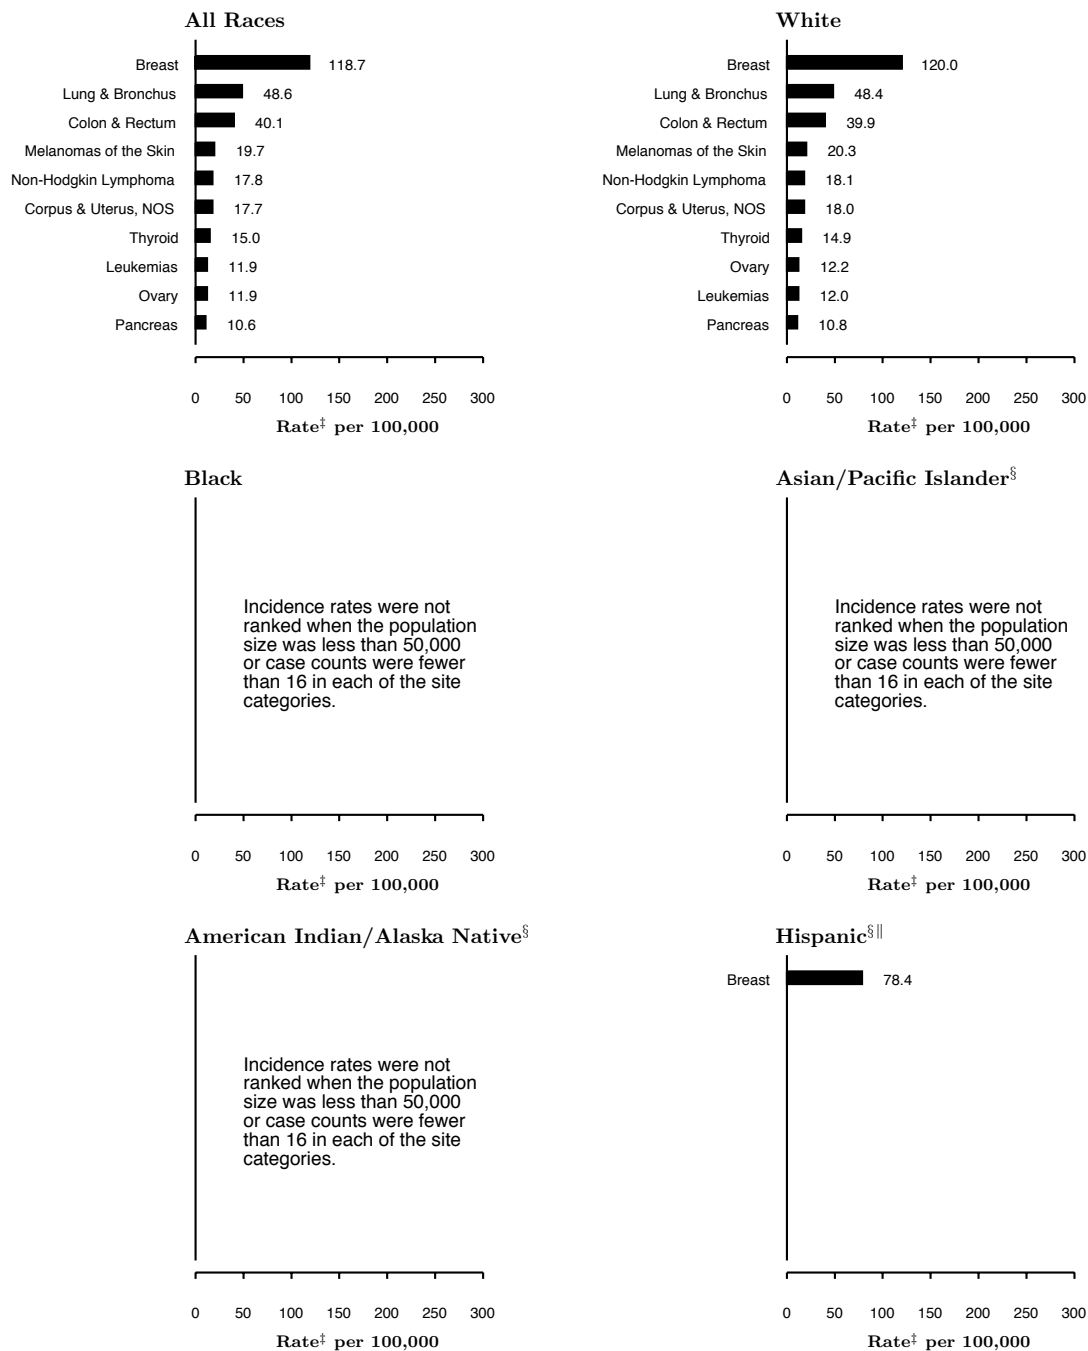 All Races
Breast 118.7
Lung & Bronchus 48.6
Colon & Rectum 40.1
Melanomas of the Skin 19.7
Non-Hodgkin Lymphoma 17.8
Corpus & Uterus, NOS 17.7
Thyroid 15.0
Leukemias 11.9
Ovary 11.9
Pancreas 10.6
0 50 100 150 200 250 300
Rate‡ per 100,000
White
Breast 120.0
Lung & Bronchus 48.4
Colon & Rectum 39.9
Melanomas of the Skin 20.3
Non-Hodgkin Lymphoma 18.1
Corpus & Uterus, NOS 18.0
Thyroid 14.9
Ovary 12.2
Leukemias 12.0
Pancreas 10.8
0 50 100 150 200 250 300
Rate‡ per 100,000
Black
Incidence rates were not
ranked when the population
size was less than 50,000
or case counts were fewer
than 16 in each of the site
categories.
0 50 100 150 200 250 300
Rate‡ per 100,000
Asian/Pacific Islander§
Incidence rates were not
ranked when the population
size was less than 50,000
or case counts were fewer
than 16 in each of the site
categories.
0 50 100 150 200 250 300
Rate‡ per 100,000
American Indian/Alaska Native§
Incidence rates were not
ranked when the population
size was less than 50,000
or case counts were fewer
than 16 in each of the site
categories.
0 50 100 150 200 250 300
Rate‡ per 100,000
Hispanic§‖
Breast 78.4
0 50 100 150 200 250 300
Rate‡ per 100,000